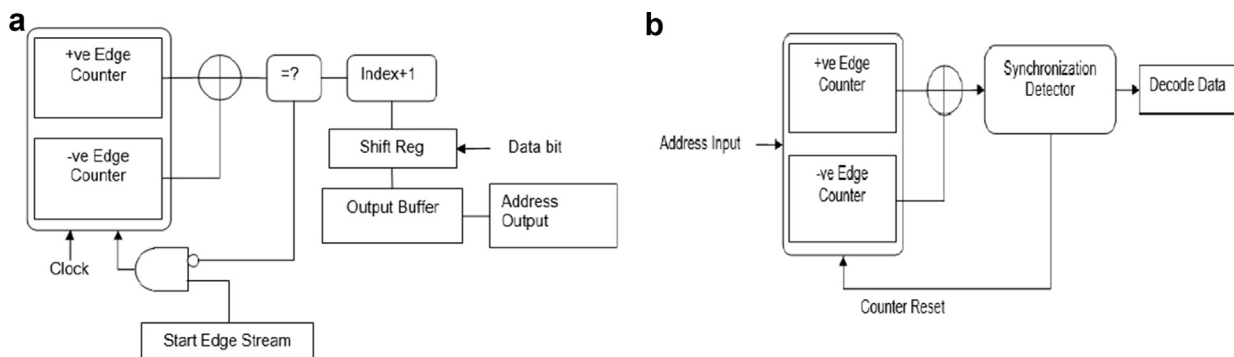 a
+ve Edge
Counter
=?
Index+1
-ve Edge
Counter
Shift Reg
Data bit
Output Buffer
Address
Output
Clock
Start Edge Stream
b
+ve Edge
Counter
Synchronization
Detector
Decode Data
Address Input
-ve Edge
Counter
Counter Reset